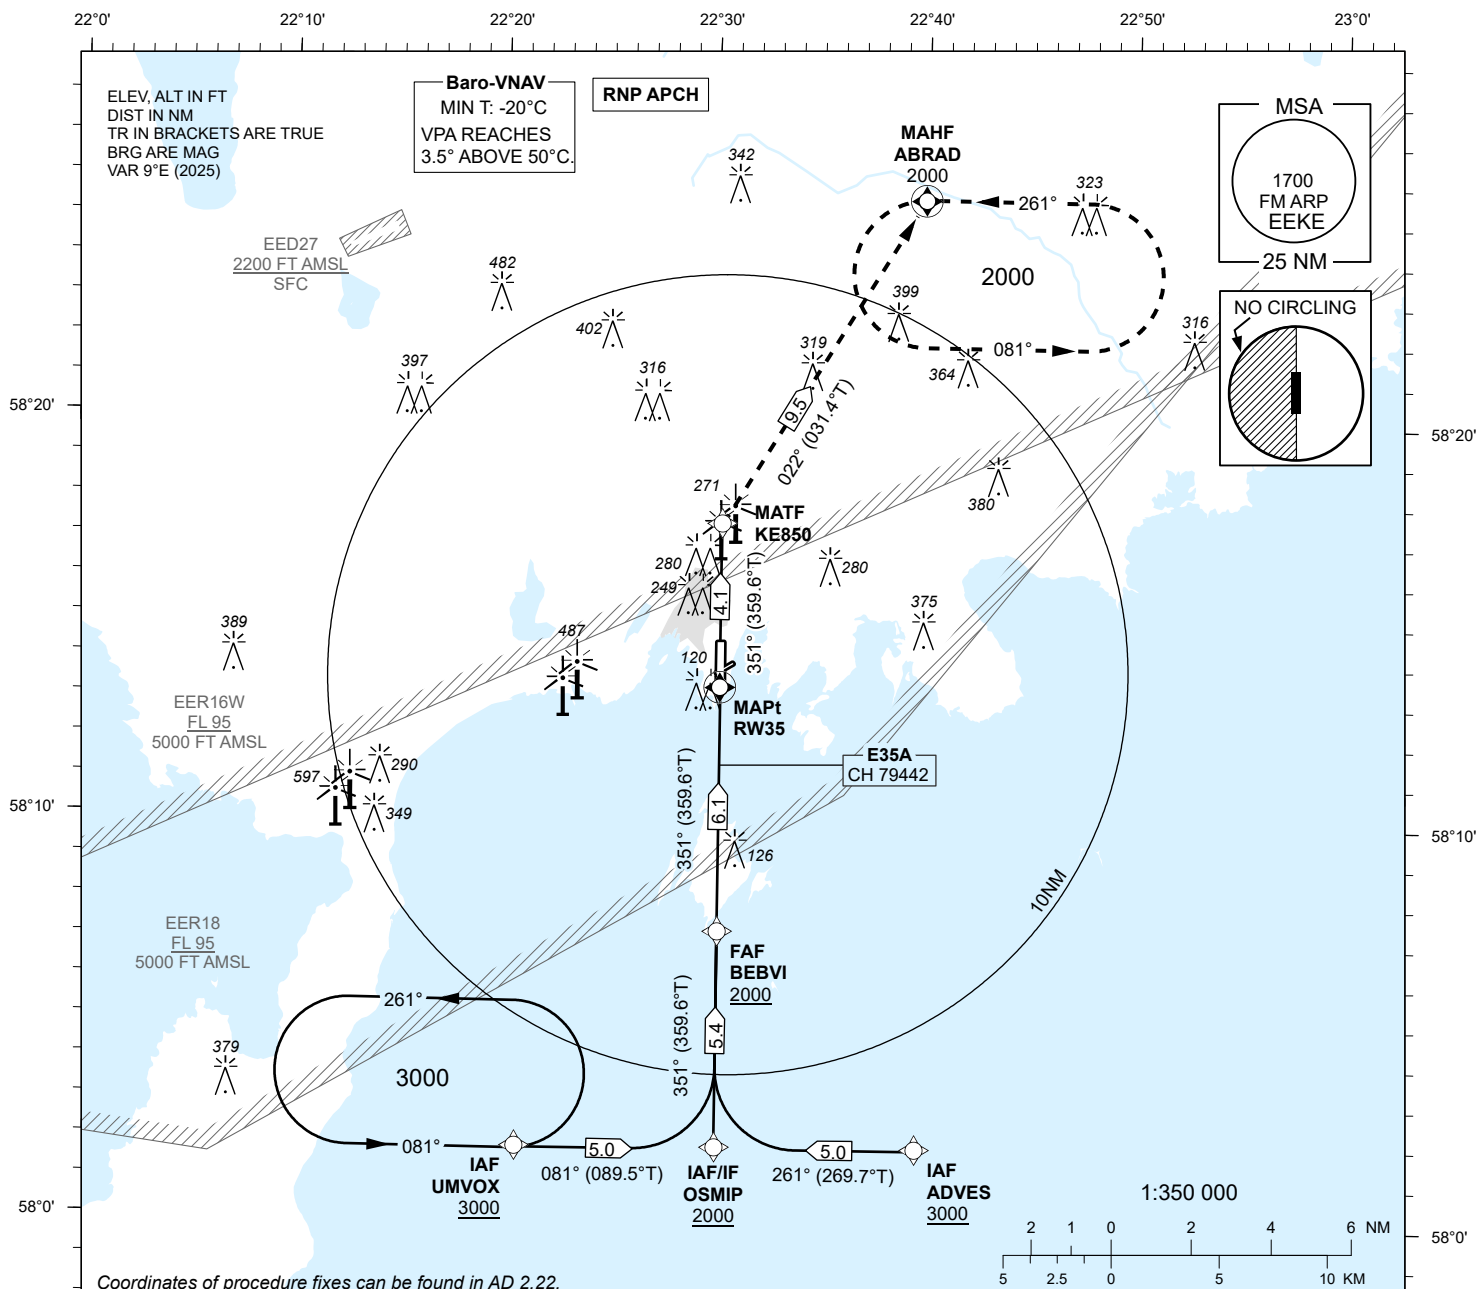 22°0'
22°10'
22°20'
22°30'
22°40'
22°50'
23°0'
ELEV, ALT IN FT
DIST IN NM
TR IN BRACKETS ARE TRUE
BRG ARE MAG
VAR 9°E (2025)
Baro-VNAV
MIN T: -20°C
VPA REACHES
3.5° ABOVE 50°C.
RNP APCH
MSA
1700
FM ARP
EEKE
25 NM
NO CIRCLING
MAHF
ABRAD
2000
342
323
261°
2000
081°
EED27
2200 FT AMSL
SFC
482
402
399
319
364
316
397
316
58°20'
58°20'
9.5
022° (031.4°T)
380
271
MATF
KE850
280
249
280
4.1
351° (359.6°T)
375
389
487
120
MAPt
RW35
EER16W
FL 95
5000 FT AMSL
E35A
CH 79442
597
290
349
58°10'
58°10'
351° (359.6°T)
6.1
126
10NM
EER18
FL 95
5000 FT AMSL
FAF
BEBVI
2000
261°
351° (359.6°T)
5.4
379
3000
081°
5.0
081° (089.5°T)
5.0
261° (269.7°T)
IAF
UMVOX
3000
IAF/IF
OSMIP
2000
IAF
ADVES
3000
58°0'
58°0'
1:350 000
2
1
0
2
4
6
NM
5
2.5
0
5
10
KM
Coordinates of procedure fixes can be found in AD 2.22.